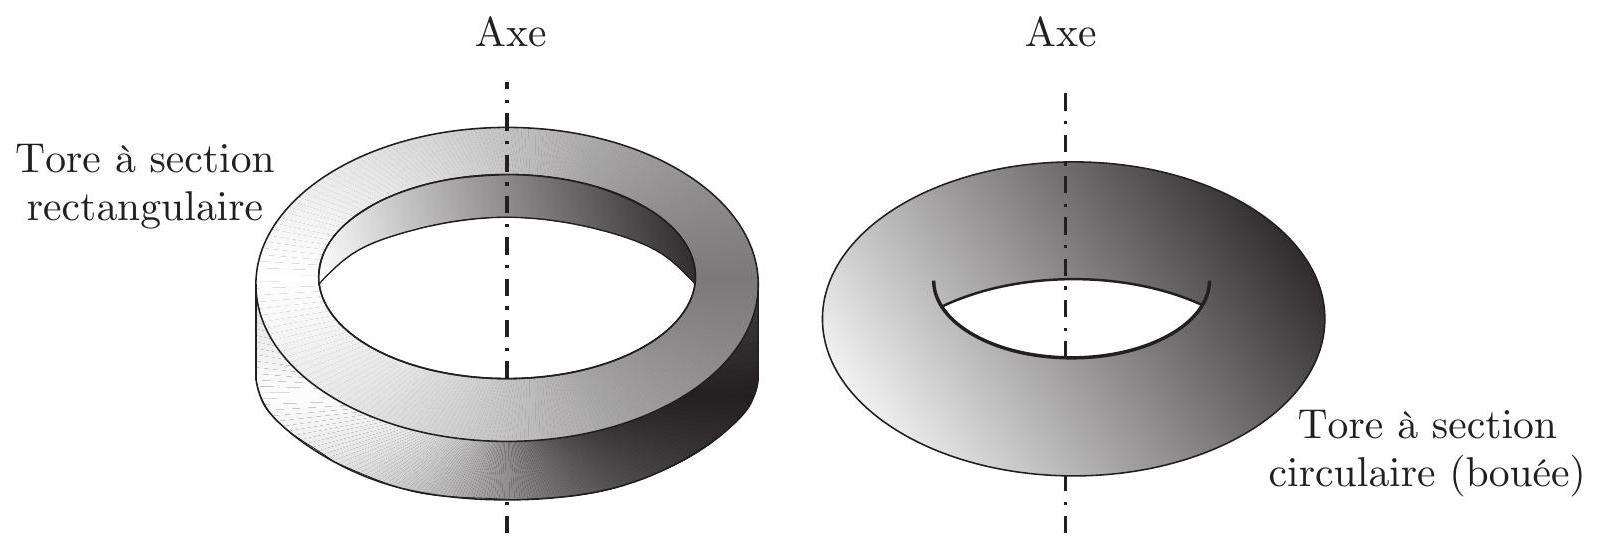 Axe
Axe
Tore à section
rectangulaire
Tore à section
circulaire (bouée)